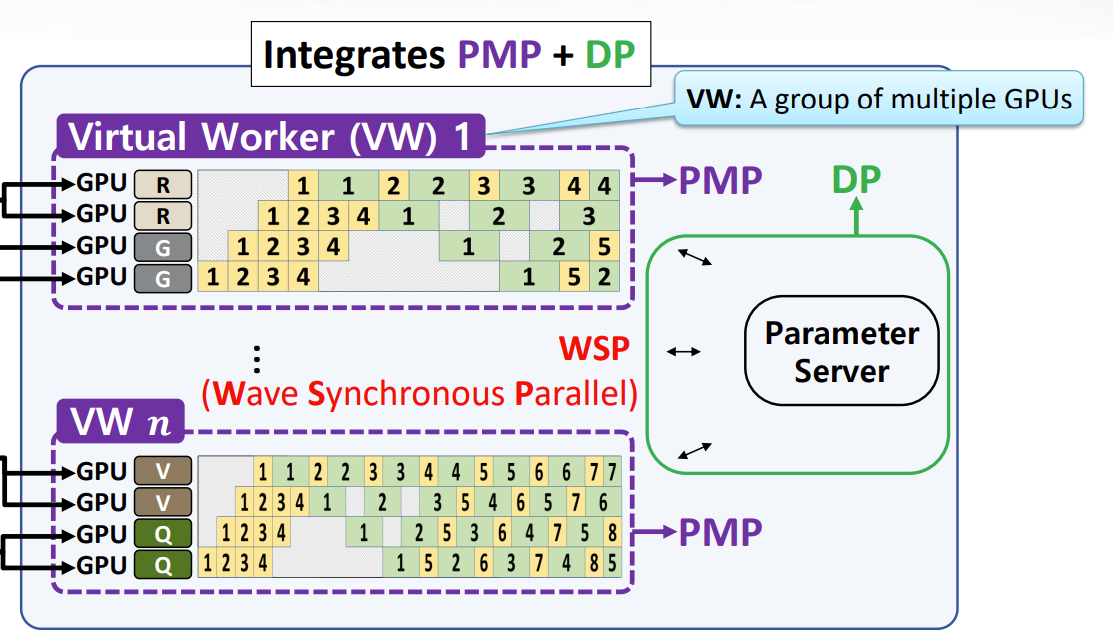 Integrates PMP + DP
VW: A group of multiple GPUs
Virtual Worker (VW) 1
GPU R 1 1 2 2 3 3 4 4
GPU R 1 2 3 4 1 2 3
GPU G 1 2 3 4 1 2 5
GPU G 1 2 3 4 1 5 2
PMP
DP
WSP
(Wave Synchronous Parallel)
Parameter
Server
⋮
VW n
GPU V 1 1 2 2 3 3 4 4 5 5 6 6 7 7
GPU V 1 2 3 4 1 2 3 5 4 6 5 7 6
GPU Q 1 2 3 4 1 2 5 3 6 4 7 5 8
GPU Q 1 2 3 4 1 5 2 6 3 7 4 8 5
PMP